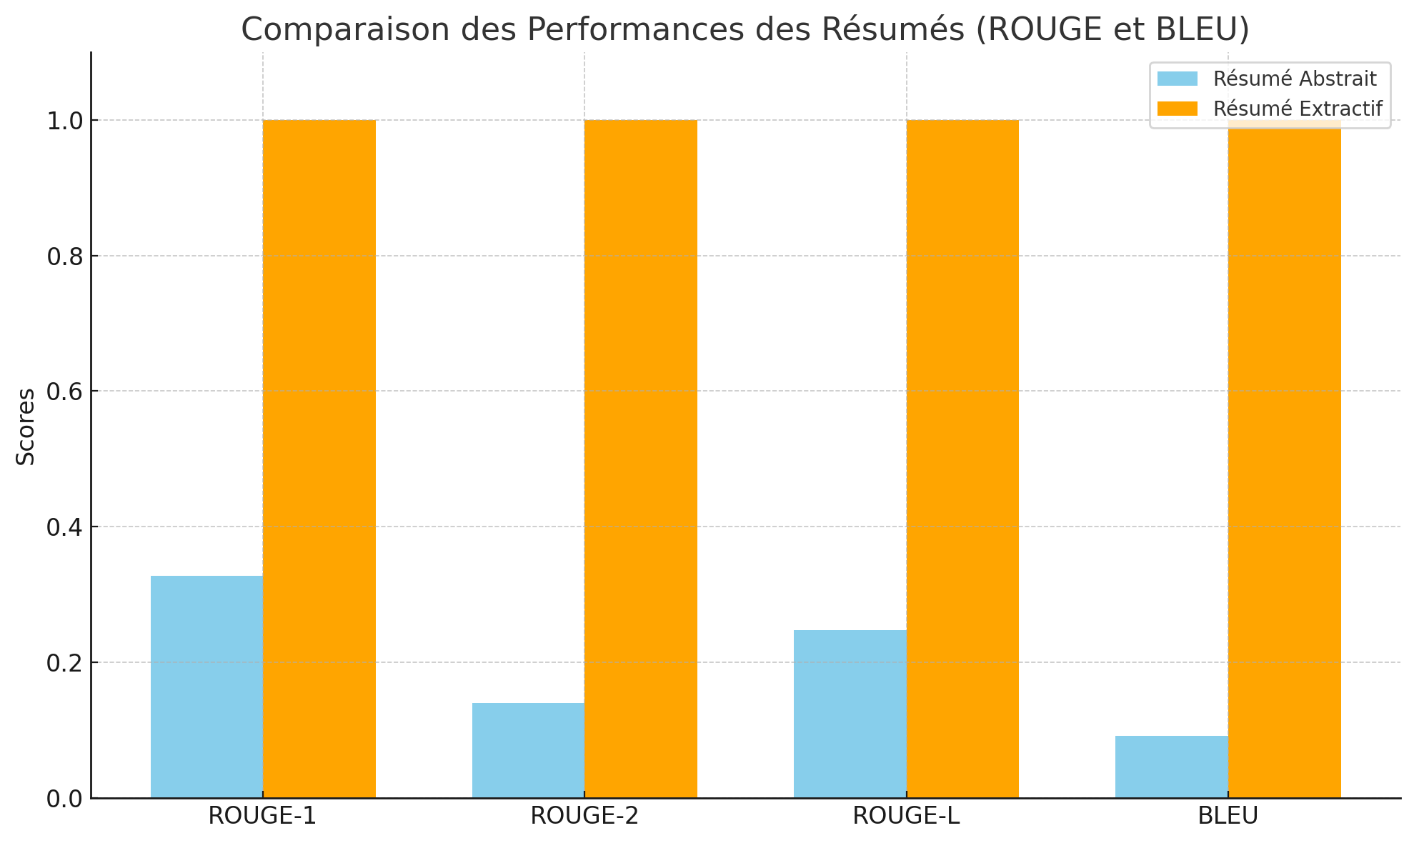 Comparaison des Performances des Résumés (ROUGE et BLEU)
Résumé Abstrait
Résumé Extractif
Scores
1.0
0.8
0.6
0.4
0.2
0.0
ROUGE-1 ROUGE-2 ROUGE-L BLEU